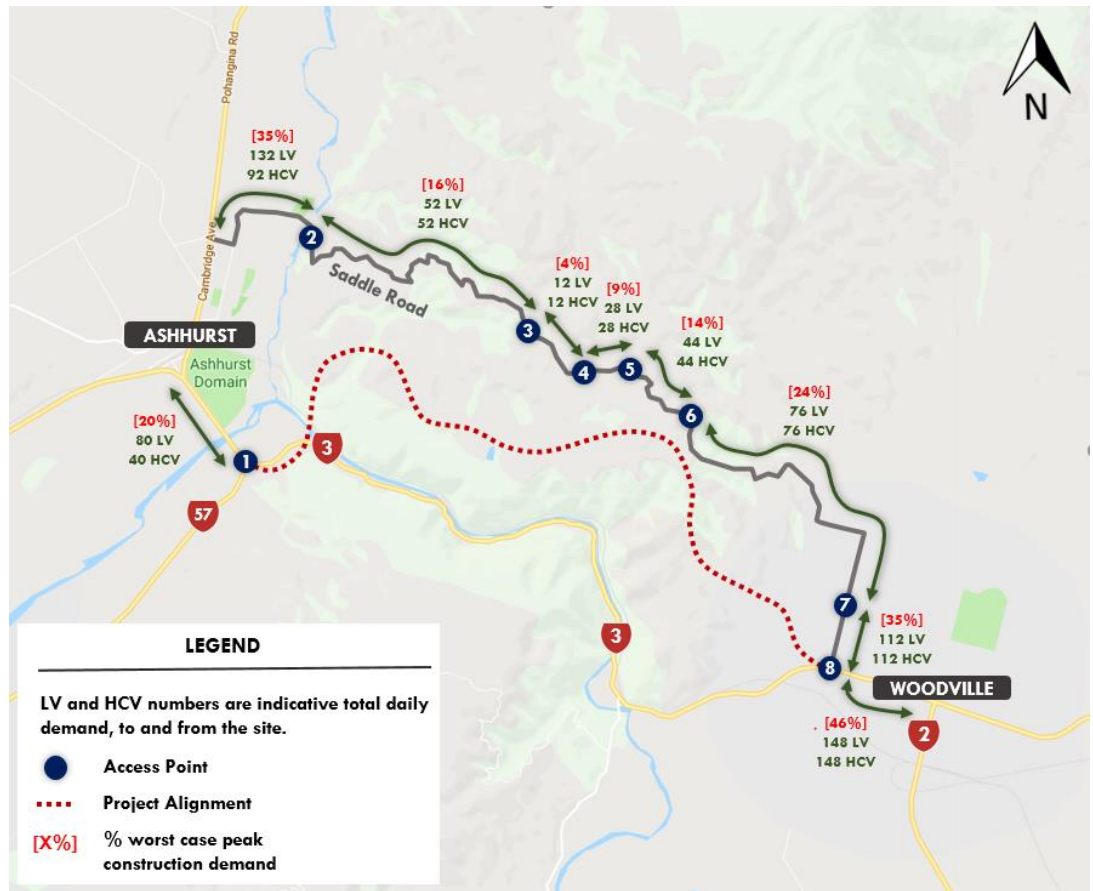 N
Pohangina Rd
[35%]
132 LV
92 HCV
[16%]
52 LV
52 HCV
2
Cambridge Ave
Saddle Road
[4%]
12 LV
12 HCV
[9%]
28 LV
28 HCV
[14%]
44 LV
44 HCV
3
4
5
6
ASHHURST
Ashhurst
Domain
[24%]
76 LV
76 HCV
[20%]
80 LV
40 HCV
1
3
57
7
3
[35%]
112 LV
112 HCV
8
WOODVILLE
[46%]
148 LV
148 HCV
2
LEGEND
LV and HCV numbers are indicative total daily
demand, to and from the site.
Access Point
Project Alignment
[X%] % worst case peak
construction demand